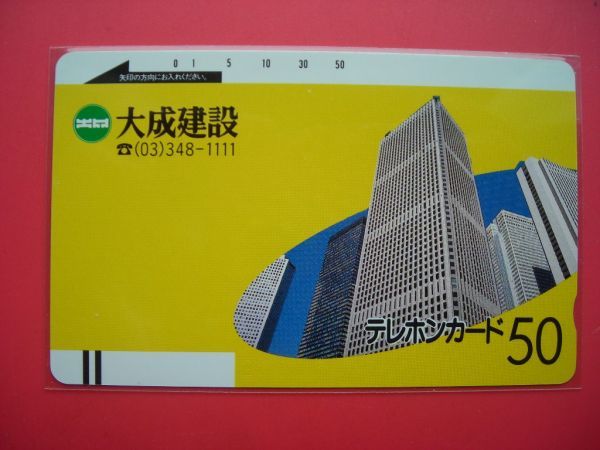 0 1 5 10 30 50
矢印の方向にお入れください。
大成建設
☎(03)348-1111
テレホンカード50